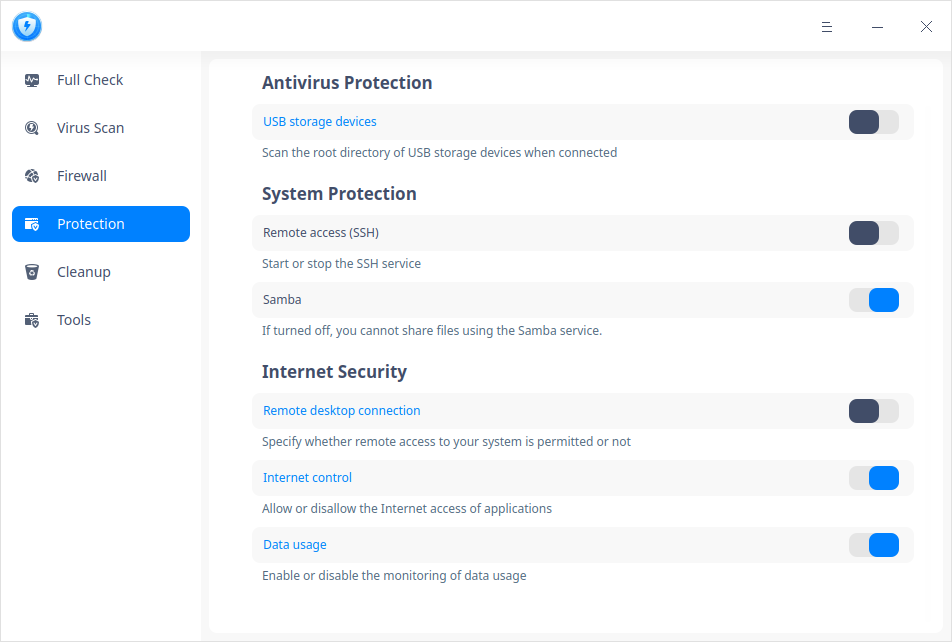 Full Check
Virus Scan
Firewall
Protection
Cleanup
Tools
Antivirus Protection
USB storage devices
Scan the root directory of USB storage devices when connected
System Protection
Remote access (SSH)
Start or stop the SSH service
Samba
If turned off, you cannot share files using the Samba service.
Internet Security
Remote desktop connection
Specify whether remote access to your system is permitted or not
Internet control
Allow or disallow the Internet access of applications
Data usage
Enable or disable the monitoring of data usage